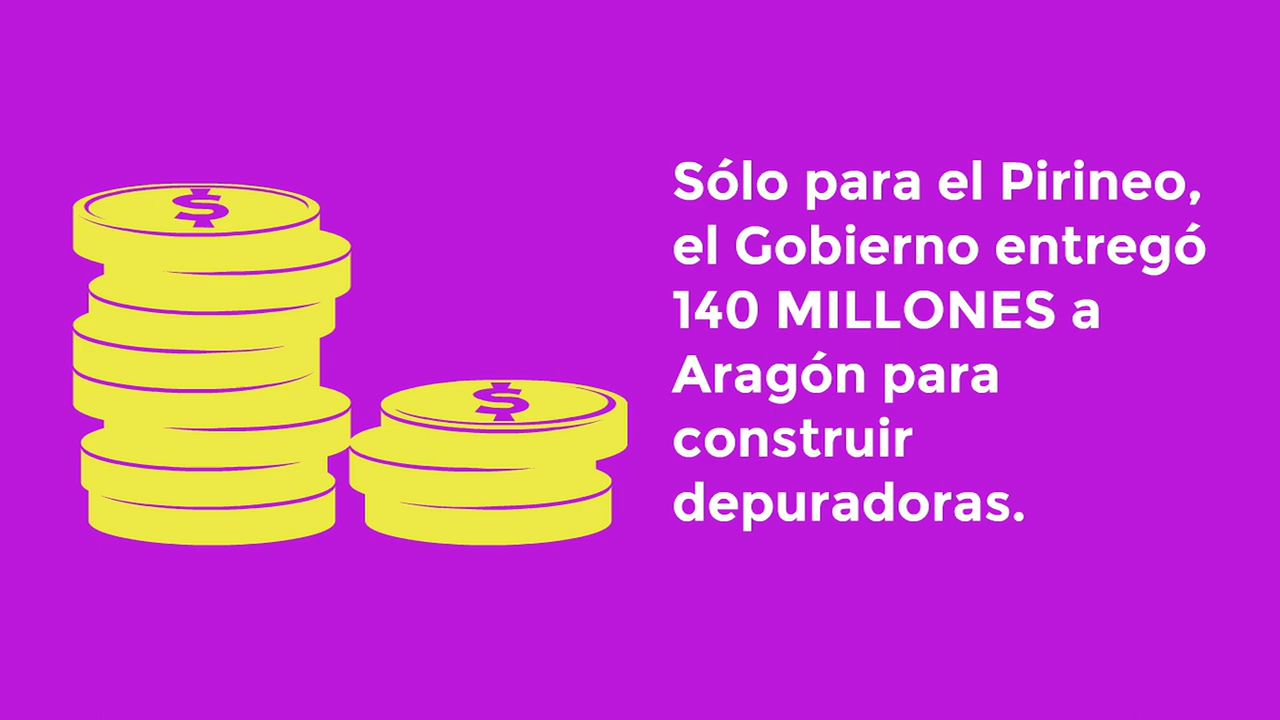 $
$
Sólo para el Pirineo,
el Gobierno entregó
140 MILLONES a
Aragón para
construir
depuradoras.